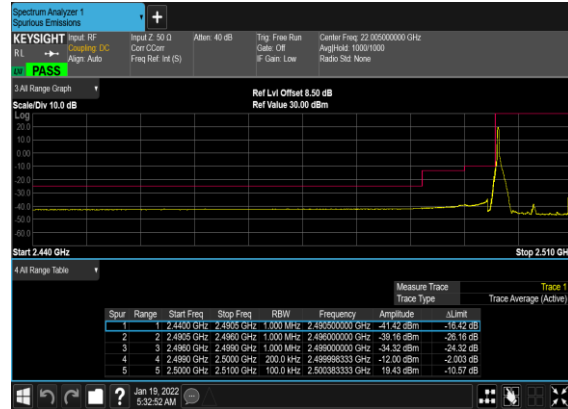 Spectrum Analyzer 1
Spurious Emissions
+
KEYSIGHT Input: RF Input Z: 50 Ω Atten: 40 dB Trig: Free Run Center Freq: 22.005000000 GHz
RL Coupling: DC Corr CCorr Gate: Off Avg|Hold: 1000/1000
Align: Auto Freq Ref: Int (S) IF Gain: Low Radio Std: None
LM PASS
3 All Range Graph Ref Lvl Offset 8.50 dB
Scale/Div 10.0 dB Ref Value 30.00 dBm
Log
20.0
10.0
0.00
-10.0
-20.0
-30.0
-40.0
-50.0
-60.0
Start 2.440 GHz Stop 2.510 GH
4 All Range Table
Measure Trace Trace 1
Trace Type Trace Average (Active)
Spur Range Start Freq Stop Freq RBW Frequency Amplitude ΔLimit
1 1 2.4400 GHz 2.4905 GHz 1.000 MHz 2.490500000 GHz -41.42 dBm -16.42 dB
2 2 2.4905 GHz 2.4960 GHz 1.000 MHz 2.496000000 GHz -39.16 dBm -26.16 dB
3 3 2.4960 GHz 2.4990 GHz 1.000 MHz 2.499000000 GHz -34.32 dBm -24.32 dB
4 4 2.4990 GHz 2.5000 GHz 200.0 kHz 2.499998333 GHz -12.00 dBm -2.003 dB
5 5 2.5000 GHz 2.5100 GHz 100.0 kHz 2.500383333 GHz 19.43 dBm -10.57 dB
? Jan 19, 2022
5:32:52 AM